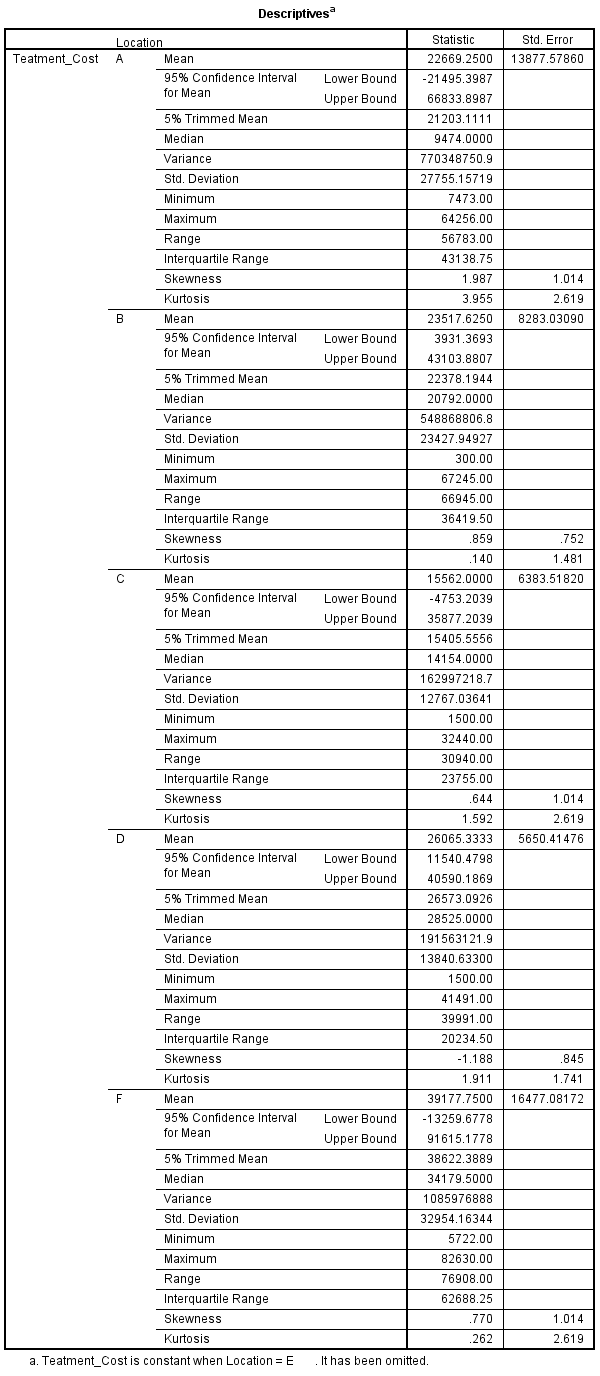 Descriptives^a
Location Statistic Std. Error
Teatment_Cost A Mean 22669.2500 13877.57860
95% Confidence Interval for Mean Lower Bound -21495.3987
Upper Bound 66833.8987
5% Trimmed Mean 21203.1111
Median 9474.0000
Variance 770348750.9
Std. Deviation 27755.15719
Minimum 7473.00
Maximum 64256.00
Range 56783.00
Interquartile Range 43138.75
Skewness 1.987 1.014
Kurtosis 3.955 2.619
B Mean 23517.6250 8283.03090
95% Confidence Interval for Mean Lower Bound 3931.3693
Upper Bound 43103.8807
5% Trimmed Mean 22378.1944
Median 20792.0000
Variance 548868806.8
Std. Deviation 23427.94927
Minimum 300.00
Maximum 67245.00
Range 66945.00
Interquartile Range 36419.50
Skewness .859 .752
Kurtosis .140 1.481
C Mean 15562.0000 6383.51820
95% Confidence Interval for Mean Lower Bound -4753.2039
Upper Bound 35877.2039
5% Trimmed Mean 15405.5556
Median 14154.0000
Variance 162997218.7
Std. Deviation 12767.03641
Minimum 1500.00
Maximum 32440.00
Range 30940.00
Interquartile Range 23755.00
Skewness .644 1.014
Kurtosis 1.592 2.619
D Mean 26065.3333 5650.41476
95% Confidence Interval for Mean Lower Bound 11540.4798
Upper Bound 40590.1869
5% Trimmed Mean 26573.0926
Median 28525.0000
Variance 191563121.9
Std. Deviation 13840.63300
Minimum 1500.00
Maximum 41491.00
Range 39991.00
Interquartile Range 20234.50
Skewness -1.188 .845
Kurtosis 1.911 1.741
F Mean 39177.7500 16477.08172
95% Confidence Interval for Mean Lower Bound -13259.6778
Upper Bound 91615.1778
5% Trimmed Mean 38622.3889
Median 34179.5000
Variance 1085976888
Std. Deviation 32954.16344
Minimum 5722.00
Maximum 82630.00
Range 76908.00
Interquartile Range 62688.25
Skewness .770 1.014
Kurtosis .262 2.619
a. Teatment_Cost is constant when Location = E . It has been omitted.